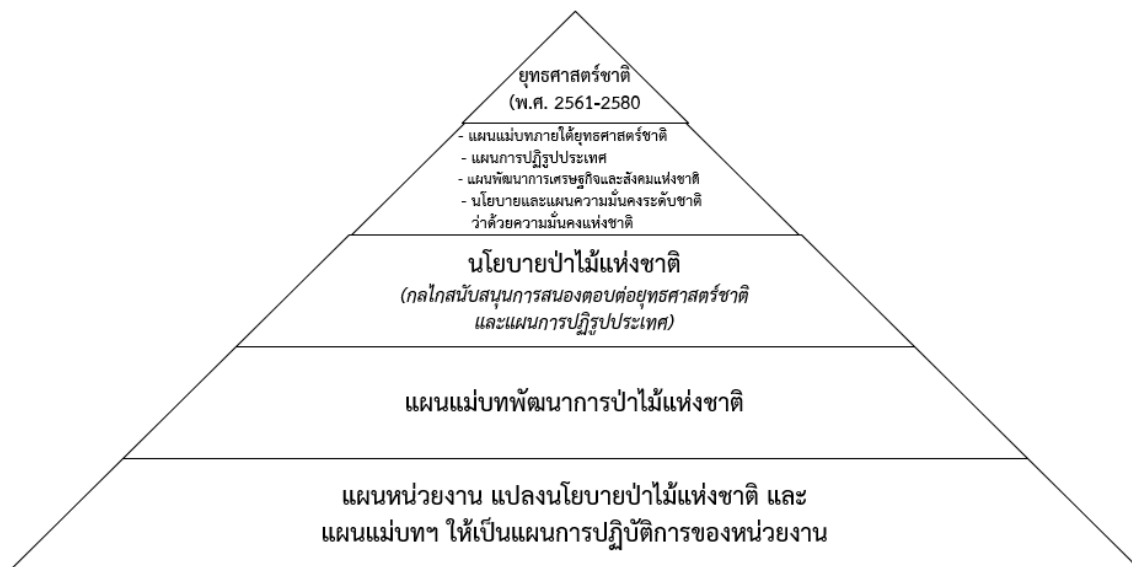 ยุทธศาสตร์ชาติ
(พ.ศ. 2561-2580
- แผนแม่บทภายใต้ยุทธศาสตร์ชาติ
- แผนการปฏิรูปประเทศ
- แผนพัฒนาการเศรษฐกิจและสังคมแห่งชาติ
- นโยบายและแผนความมั่นคงระดับชาติ
ว่าด้วยความมั่นคงแห่งชาติ
นโยบายป่าไม้แห่งชาติ
(กลไกสนับสนุนการสนองตอบต่อยุทธศาสตร์ชาติ
และแผนการปฏิรูปประเทศ)
แผนแม่บทพัฒนาการป่าไม้แห่งชาติ
แผนหน่วยงาน แปลงนโยบายป่าไม้แห่งชาติ และ
แผนแม่บทฯ ให้เป็นแผนการปฏิบัติการของหน่วยงาน